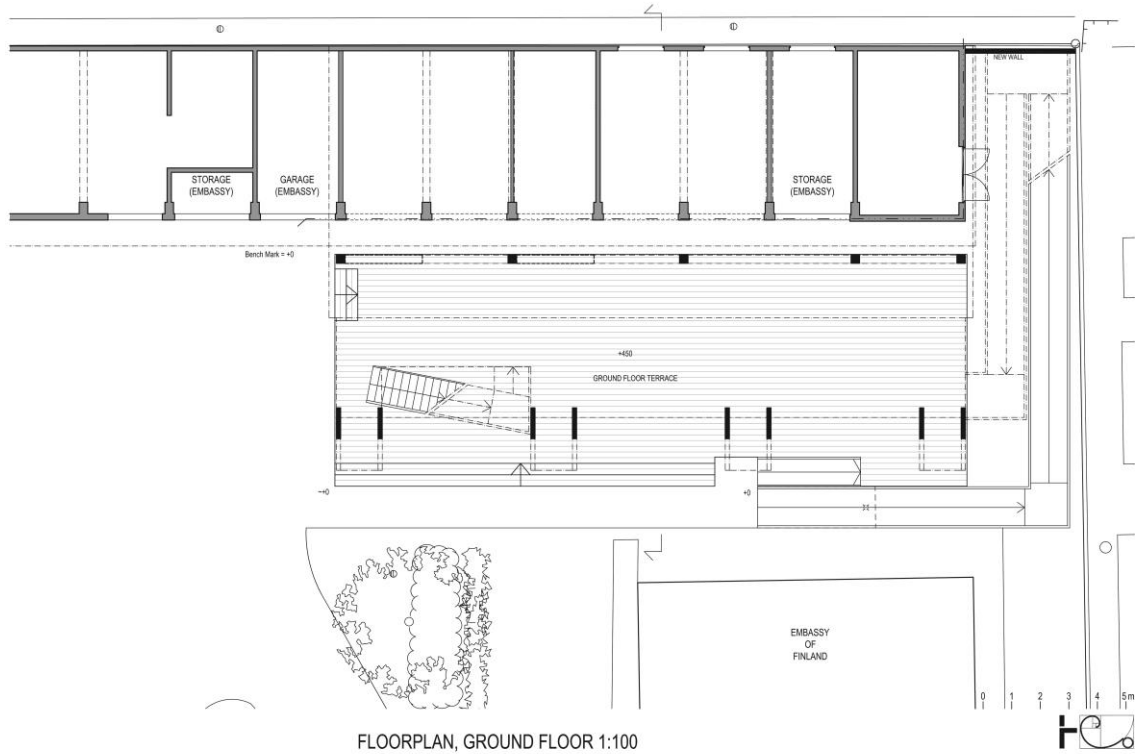 NEW WALL
STORAGE
(EMBASSY)
GARAGE
(EMBASSY)
STORAGE
(EMBASSY)
Bench Mark = +0
+450
GROUND FLOOR TERRACE
-+0
+0
EMBASSY
OF
FINLAND
0 1 2 3 4 5 m
FLOORPLAN, GROUND FLOOR 1:100